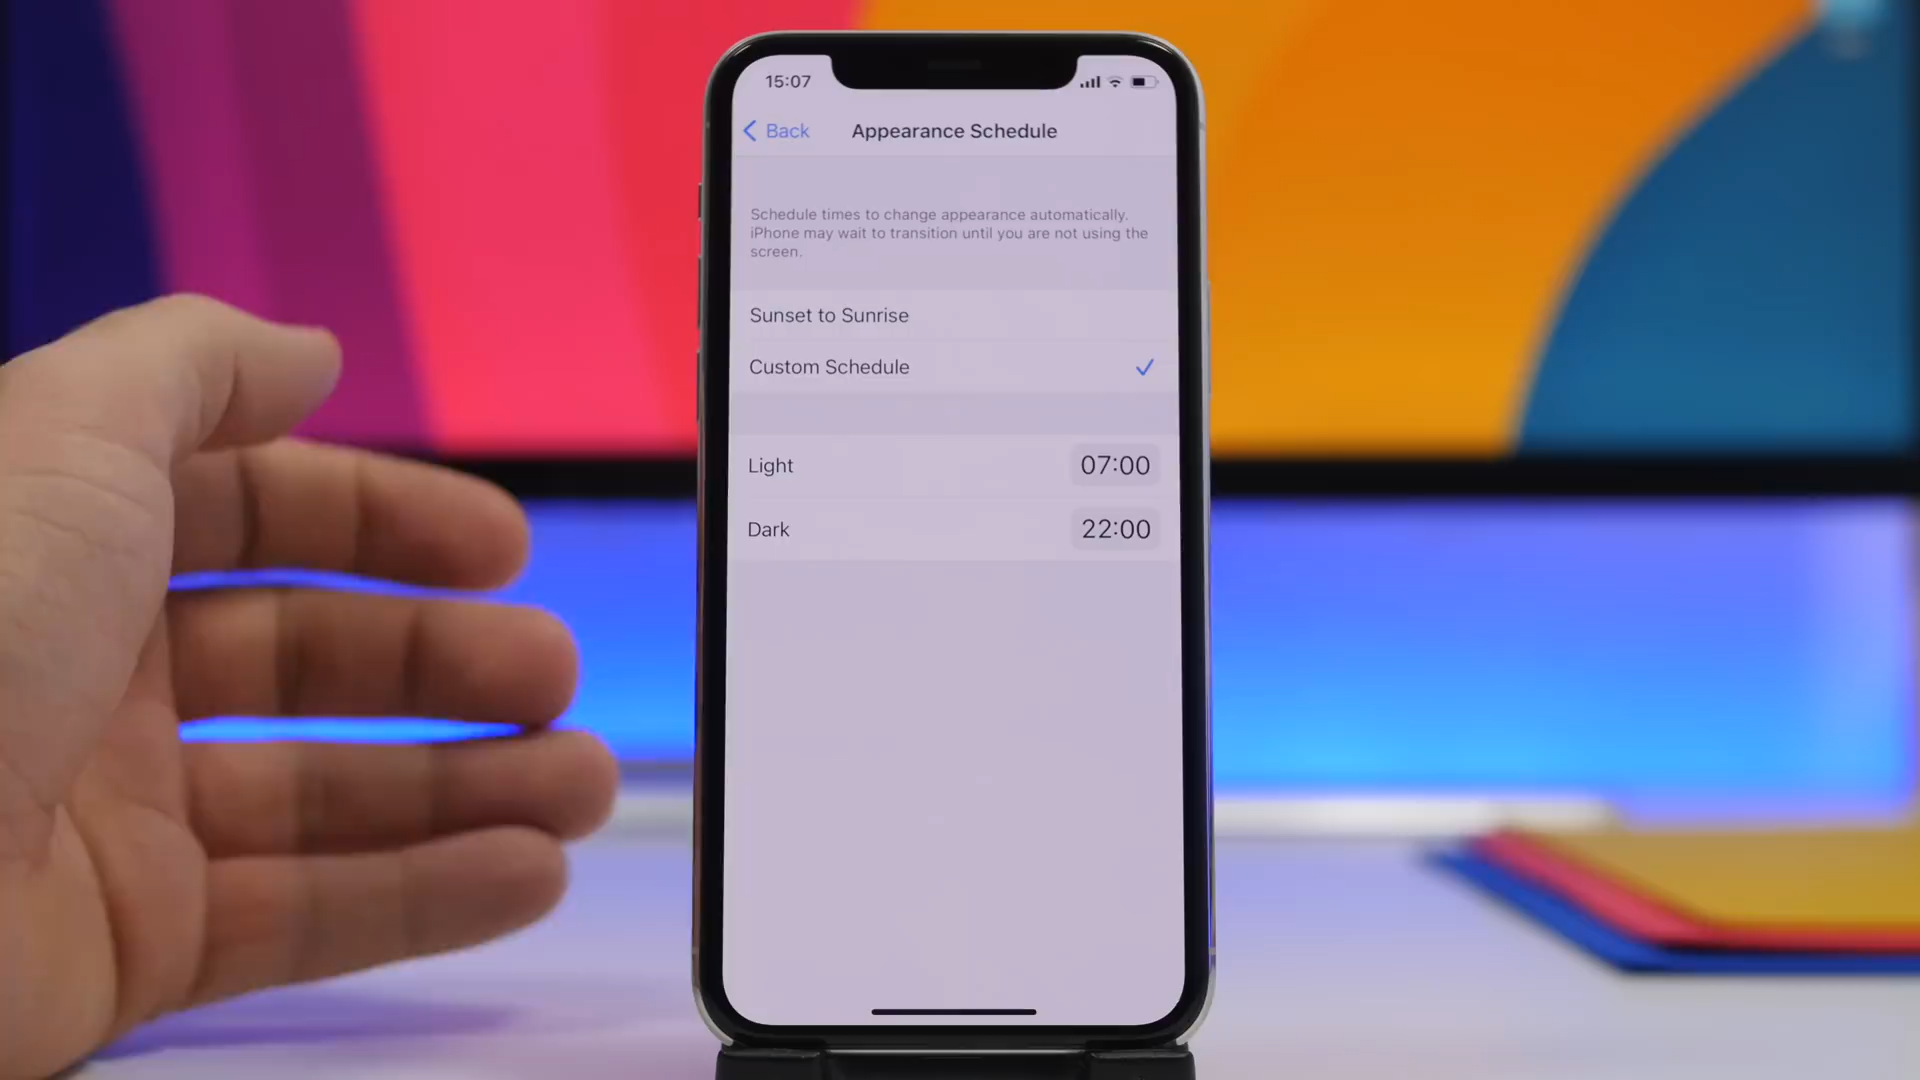 15:07
Back
Appearance Schedule
Schedule times to change appearance automatically.
iPhone may wait to transition until you are not using the
screen.
Sunset to Sunrise
Custom Schedule
Light 07:00
Dark 22:00